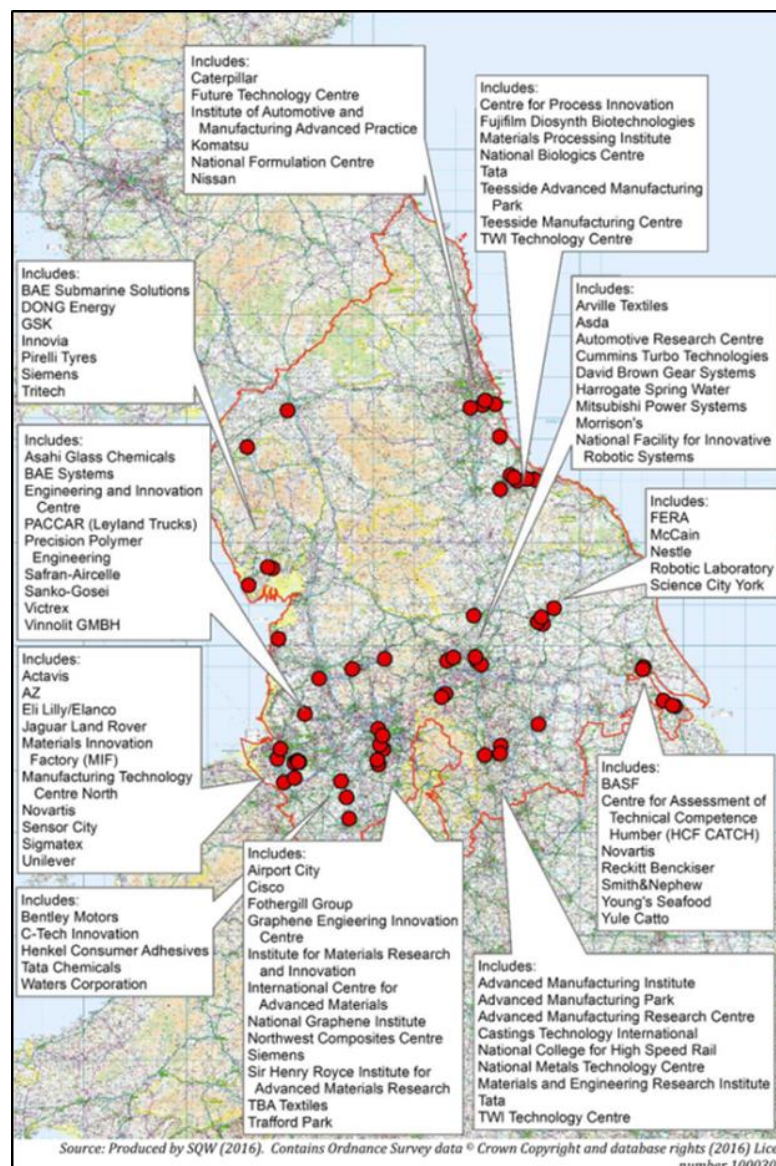 Includes:
Caterpillar
Future Technology Centre
Institute of Automotive and
Manufacturing Advanced Practice
Komatsu
National Formulation Centre
Nissan
Includes:
Centre for Process Innovation
Fujifilm Diosynth Biotechnologies
Materials Processing Institute
National Biologics Centre
Tata
Teesside Advanced Manufacturing
Park
Teesside Manufacturing Centre
TWI Technology Centre
Includes:
BAE Submarine Solutions
DONG Energy
GSK
Innovia
Pirelli Tyres
Siemens
Tritech
Includes:
Arville Textiles
Asda
Automotive Research Centre
Cummins Turbo Technologies
David Brown Gear Systems
Harrogate Spring Water
Mitsubishi Power Systems
Morrison's
National Facility for Innovative
Robotic Systems
Includes:
Asahi Glass Chemicals
BAE Systems
Engineering and Innovation
Centre
PACCAR (Leyland Trucks)
Precision Polymer
Engineering
Safran-Aircelle
Sanko-Gosei
Victrex
Vinnolit GMBH
Includes:
FERA
McCain
Nestle
Robotic Laboratory
Science City York
Includes:
Actavis
AZ
Eli Lilly/Elanco
Jaguar Land Rover
Materials Innovation
Factory (MIF)
Manufacturing Technology
Centre North
Novartis
Sensor City
Sigmatex
Unilever
Includes:
BASF
Centre for Assessment of
Technical Competence
Humber (HCF CATCH)
Novartis
Reckitt Benckiser
Smith&Nephew
Young's Seafood
Yule Catto
Includes:
Bentley Motors
C-Tech Innovation
Henkel Consumer Adhesives
Tata Chemicals
Waters Corporation
Includes:
Airport City
Cisco
Fothergill Group
Graphene Engieering Innovation
Centre
Institute for Materials Research
and Innovation
International Centre for
Advanced Materials
National Graphene Institute
Northwest Composites Centre
Siemens
Sir Henry Royce Institute for
Advanced Materials Research
TBA Textiles
Trafford Park
Includes:
Advanced Manufacturing Institute
Advanced Manufacturing Park
Advanced Manufacturing Research Centre
Castings Technology International
National College for High Speed Rail
National Metals Technology Centre
Materials and Engineering Research Institute
Tata
TWI Technology Centre
Source: Produced by SQW (2016). Contains Ordnance Survey data © Crown Copyright and database rights (2016) Lice
number 100030